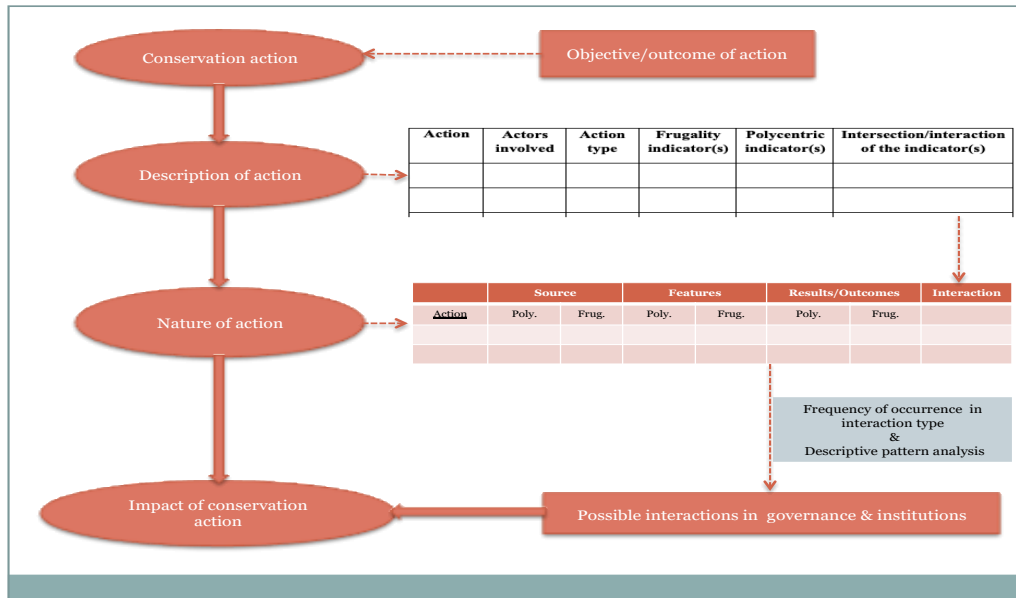 Conservation action
Objective/outcome of action
Action Actors Action Frugality Polycentric Intersection/interaction
involved type indicator(s) indicator(s) of the indicator(s)
Description of action
Source Features Results/Outcomes Interaction
Action Poly. Frug. Poly. Frug. Poly. Frug.
Nature of action
Frequency of occurrence in
interaction type
&
Descriptive pattern analysis
Impact of conservation
action
Possible interactions in governance & institutions